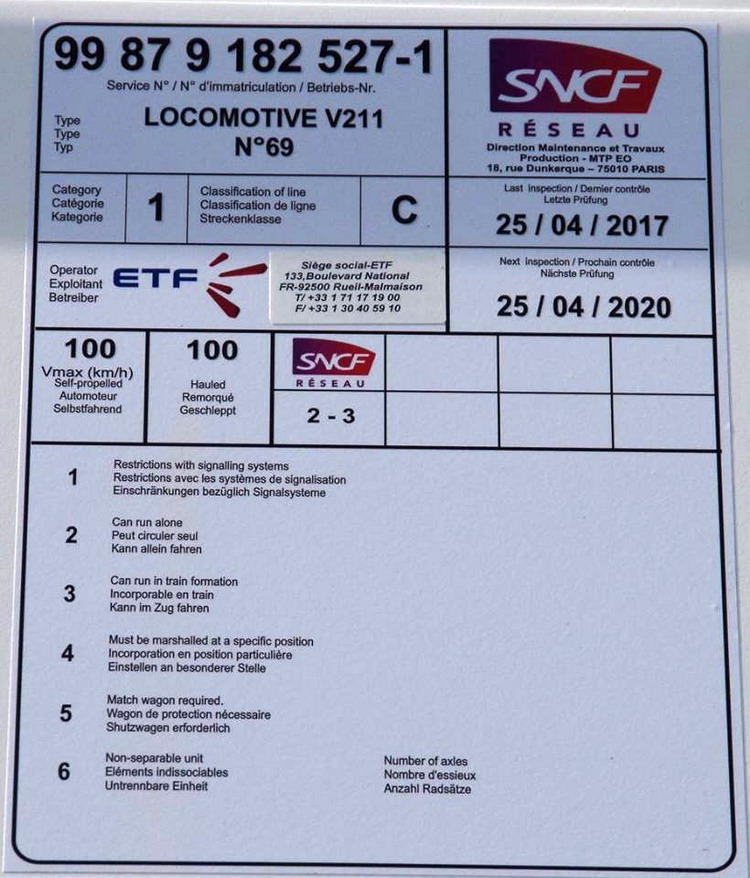 99 87 9 182 527-1
Service N° / N° d'immatriculation / Betriebs-Nr.
Type
Type
Typ
LOCOMOTIVE V211
N°69
SNCF
RÉSEAU
Direction Maintenance et Travaux
Production - MTP EO
18, rue Dunkerque – 75010 PARIS
Category
Catégorie
Kategorie
1
Classification of line
Classification de ligne
Streckenklasse
C
Last inspection / Dernier contrôle
Letzte Prüfung
25 / 04 / 2017
Operator
Exploitant
Betreiber
ETF
Siège social-ETF
133,Boulevard National
FR-92500 Rueil-Malmaison
T/ +33 1 71 17 19 00
F/ +33 1 30 40 59 10
Next inspection / Prochain contrôle
Nächste Prüfung
25 / 04 / 2020
100
Vmax (km/h)
Self-propelled
Automoteur
Selbstfahrend
100
Hauled
Remorqué
Geschleppt
SNCF
RÉSEAU
2 - 3
1
Restrictions with signalling systems
Restrictions avec les systèmes de signalisation
Einschränkungen bezüglich Signalsysteme
2
Can run alone
Peut circuler seul
Kann allein fahren
3
Can run in train formation
Incorporable en train
Kann im Zug fahren
4
Must be marshalled at a specific position
Incorporation en position particulière
Einstellen an besonderer Stelle
5
Match wagon required.
Wagon de protection nécessaire
Shutzwagen erforderlich
6
Non-separable unit
Eléments indissociables
Untrennbare Einheit
Number of axles
Nombre d'essieux
Anzahl Radsätze